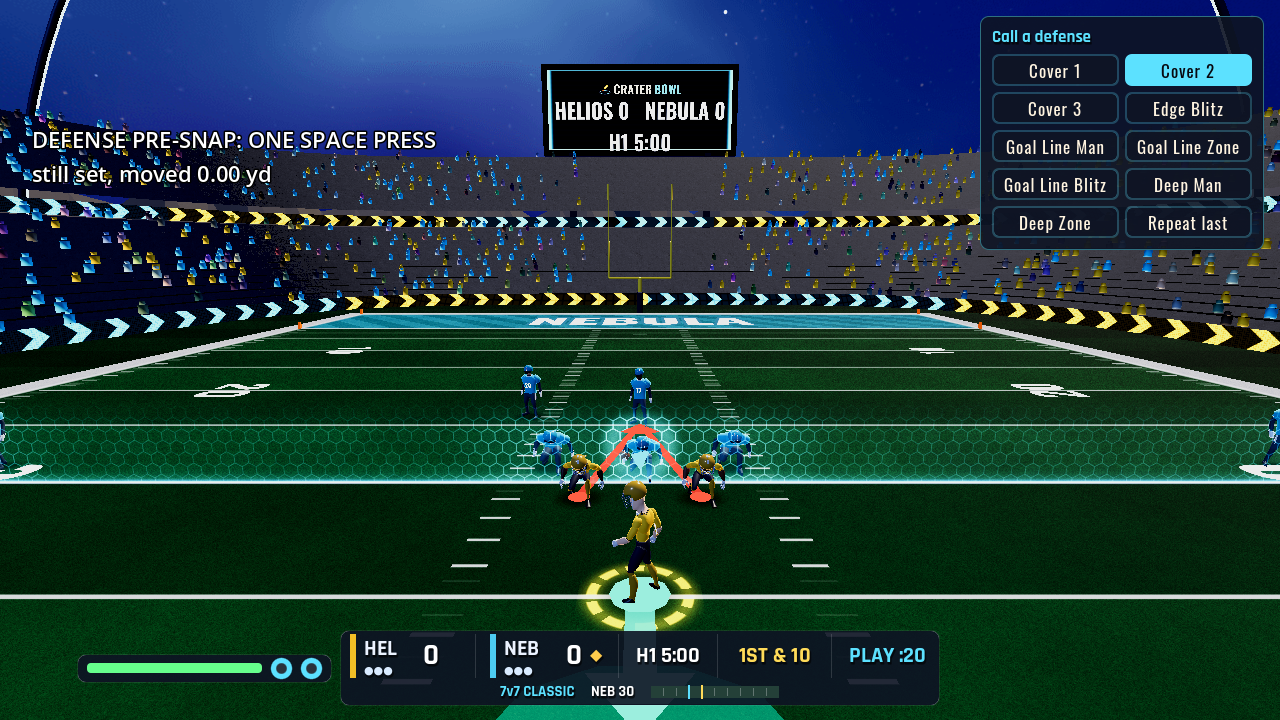 Call a defense
Cover 1
Cover 2
Cover 3
Edge Blitz
Goal Line Man
Goal Line Zone
Goal Line Blitz
Deep Man
Deep Zone
Repeat last
CRATER BOWL
HELIOS 0 NEBULA 0
H1 5:00
DEFENSE PRE-SNAP: ONE SPACE PRESS
still set, moved 0.00 yd
NEBULA
HEL 0
NEB 0
H1 5:00
1ST & 10
PLAY :20
7v7 CLASSIC NEB 30